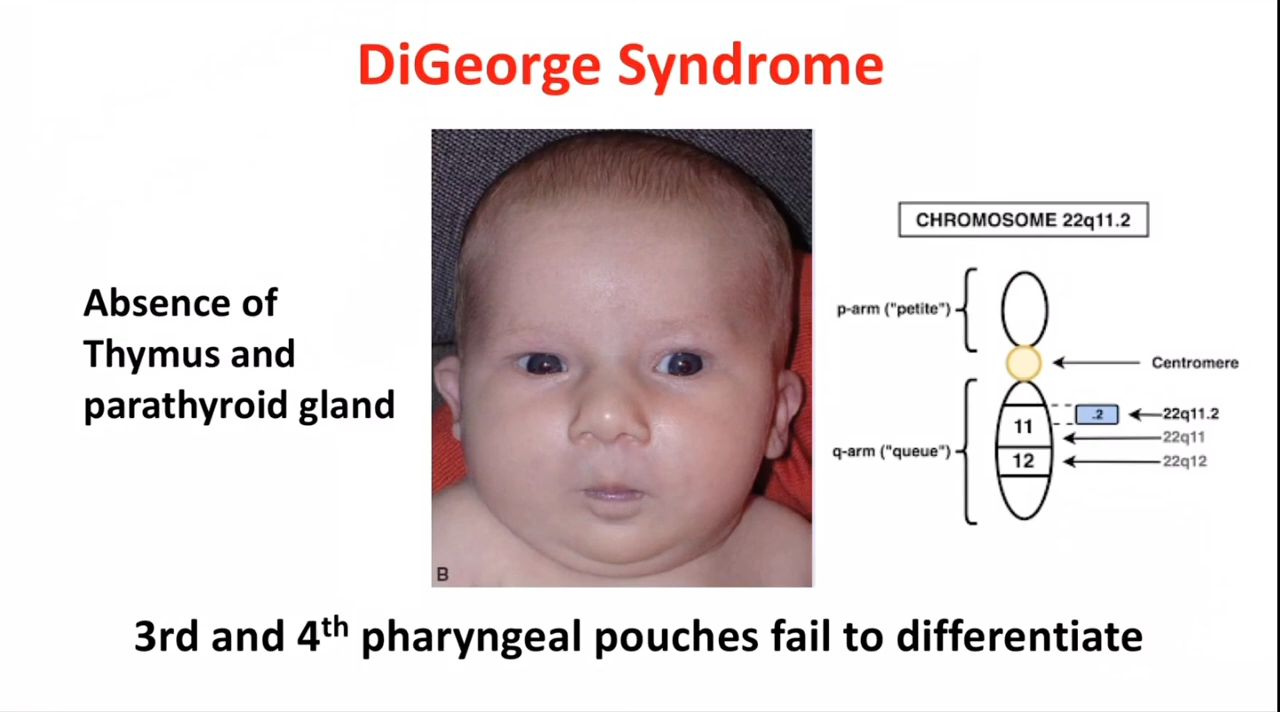 DiGeorge Syndrome
Absence of
Thymus and
parathyroid gland
B
CHROMOSOME 22q11.2
p-arm ("petite")
Centromere
.2
22q11.2
11
22q11
q-arm ("queue")
12
22q12
3rd and 4th pharyngeal pouches fail to differentiate